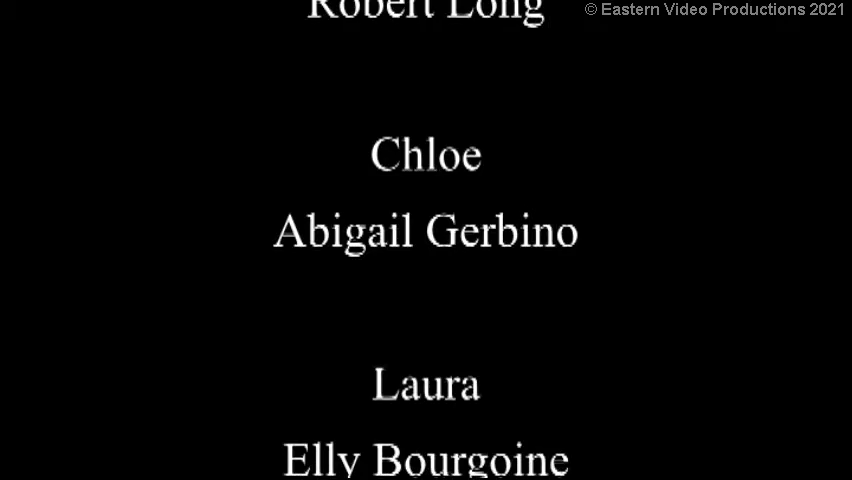 © Eastern Video Productions 2021
Robert Long
Chloe
Abigail Gerbino
Laura
Elly Bourgoine